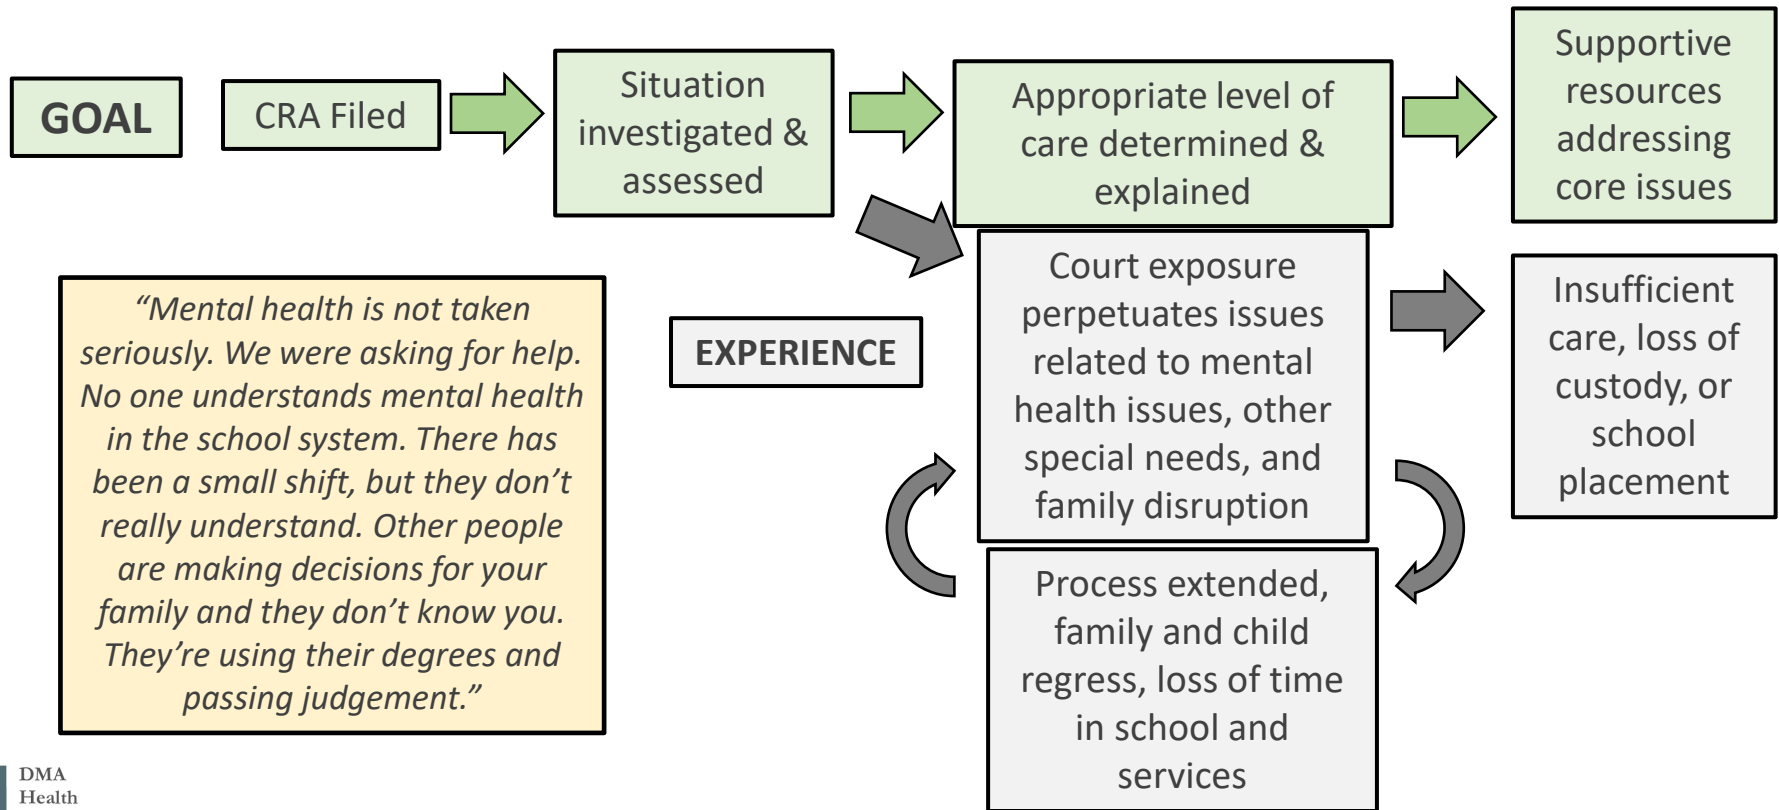 GOAL
CRA Filed
Situation
investigated &
assessed
Appropriate level of
care determined &
explained
Supportive
resources
addressing
core issues
EXPERIENCE
Court exposure
perpetuates issues
related to mental
health issues, other
special needs, and
family disruption
Insufficient
care, loss of
custody, or
school
placement
Process extended,
family and child
regress, loss of time
in school and
services
“Mental health is not taken
seriously. We were asking for help.
No one understands mental health
in the school system. There has
been a small shift, but they don’t
really understand. Other people
are making decisions for your
family and they don’t know you.
They’re using their degrees and
passing judgement.”
DMA
Health